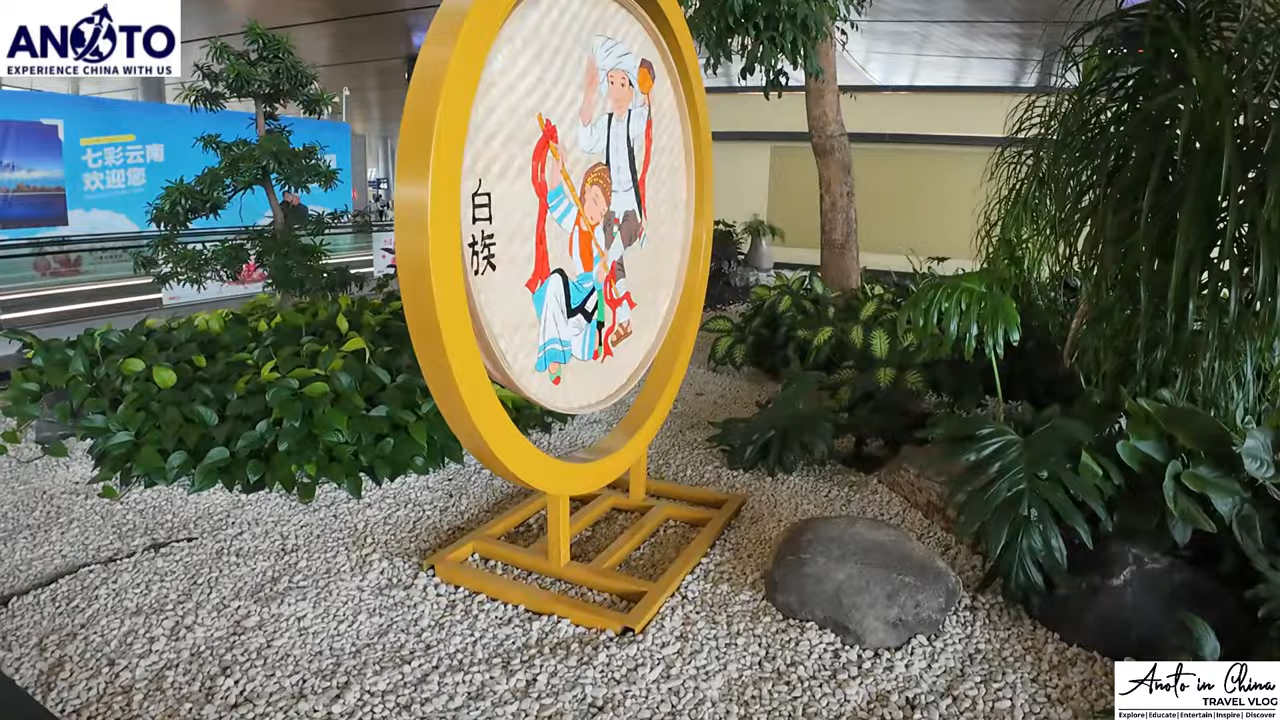 ANOTO
EXPERIENCE CHINA WITH US
七彩云南
欢迎您
白
族
Anoto in China
TRAVEL VLOG
Explore|Educate|Entertain|Inspire| Discover